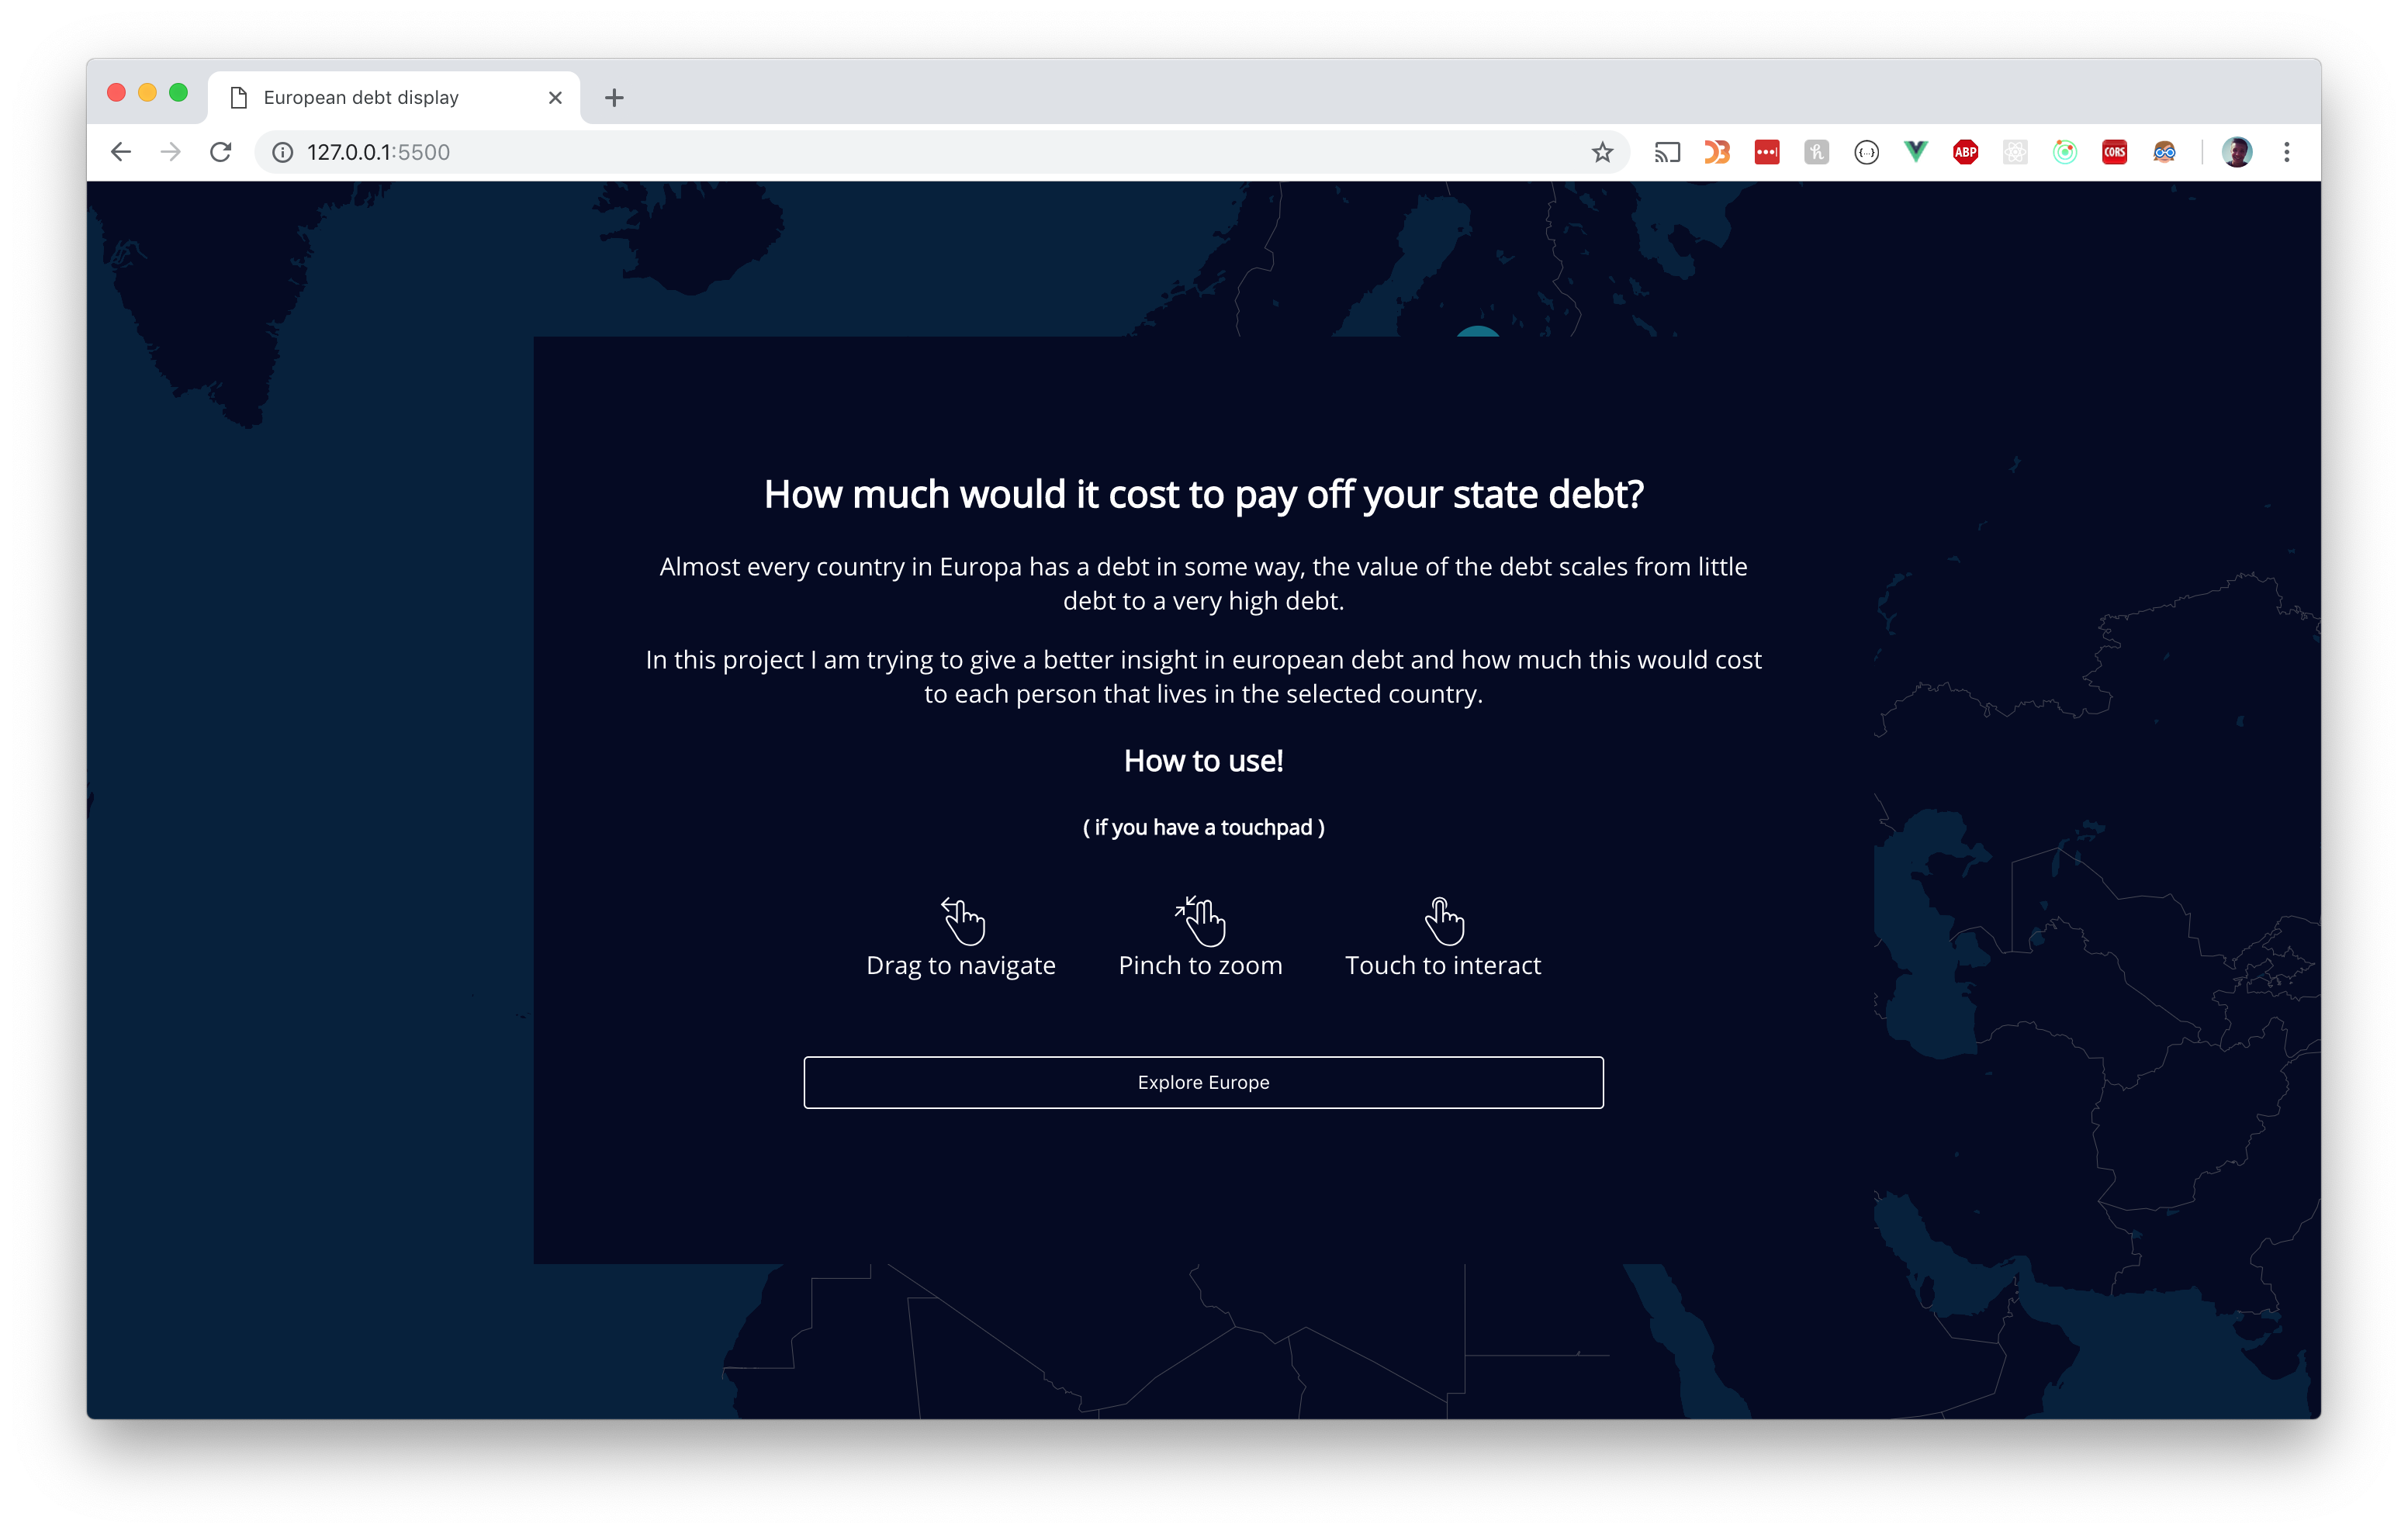 European debt display
127.0.0.1:5500
ABP
CORS
How much would it cost to pay off your state debt?
Almost every country in Europa has a debt in some way, the value of the debt scales from little
debt to a very high debt.
In this project I am trying to give a better insight in european debt and how much this would cost
to each person that lives in the selected country.
How to use!
( if you have a touchpad )
Drag to navigate
Pinch to zoom
Touch to interact
Explore Europe